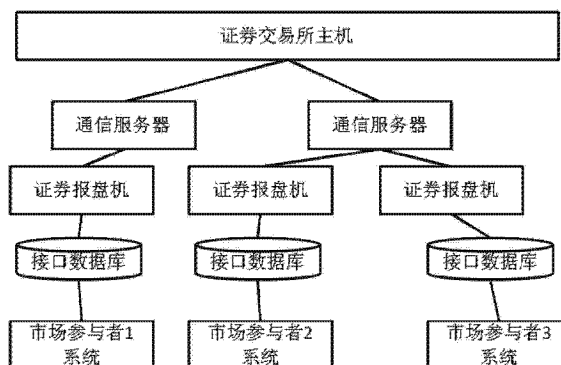 证券交易所主机
通信服务器
通信服务器
证券报盘机
证券报盘机
证券报盘机
接口数据库
接口数据库
接口数据库
市场参与者1
系统
市场参与者2
系统
市场参与者3
系统